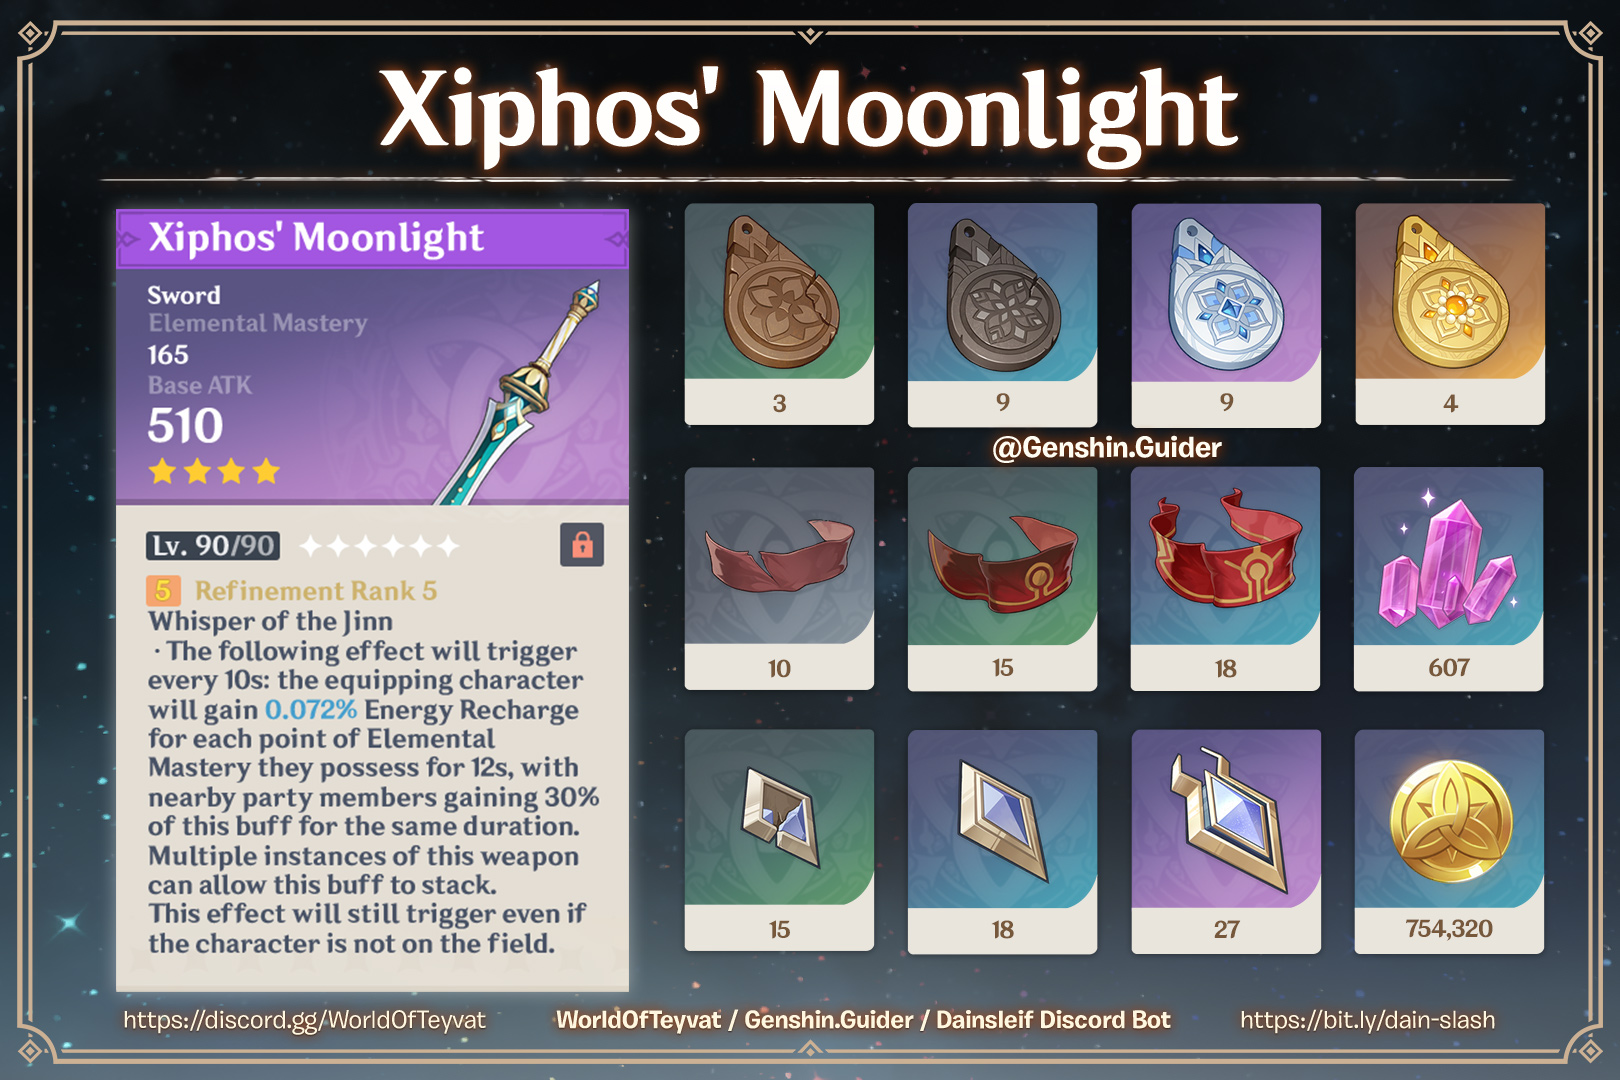 Xiphos' Moonlight
Xiphos' Moonlight
Sword
Elemental Mastery
165
Base ATK
510
Lv. 90/90
5 Refinement Rank 5
Whisper of the Jinn
· The following effect will trigger
every 10s: the equipping character
will gain 0.072% Energy Recharge
for each point of Elemental
Mastery they possess for 12s, with
nearby party members gaining 30%
of this buff for the same duration.
Multiple instances of this weapon
can allow this buff to stack.
This effect will still trigger even if
the character is not on the field.
3
9
9
4
@Genshin.Guider
10
15
18
607
15
18
27
754,320
https://discord.gg/WorldOfTeyvat
WorldOfTeyvat / Genshin.Guider / Dainsleif Discord Bot
https://bit.ly/dain-slash